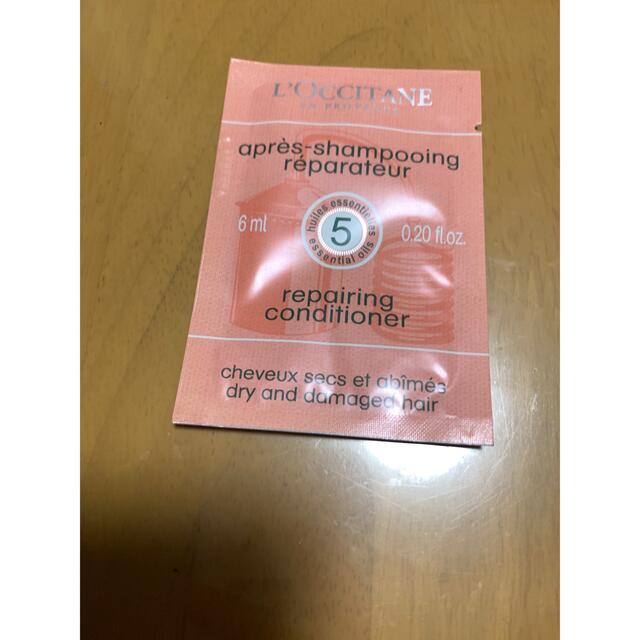 L'OCCITANE
EN PROVENCE
après-shampooing
réparateur
6 ml
huiles essentielles
5
essential oils
0.20 fl.oz.
repairing
conditioner
cheveux secs et abîmés
dry and damaged hair